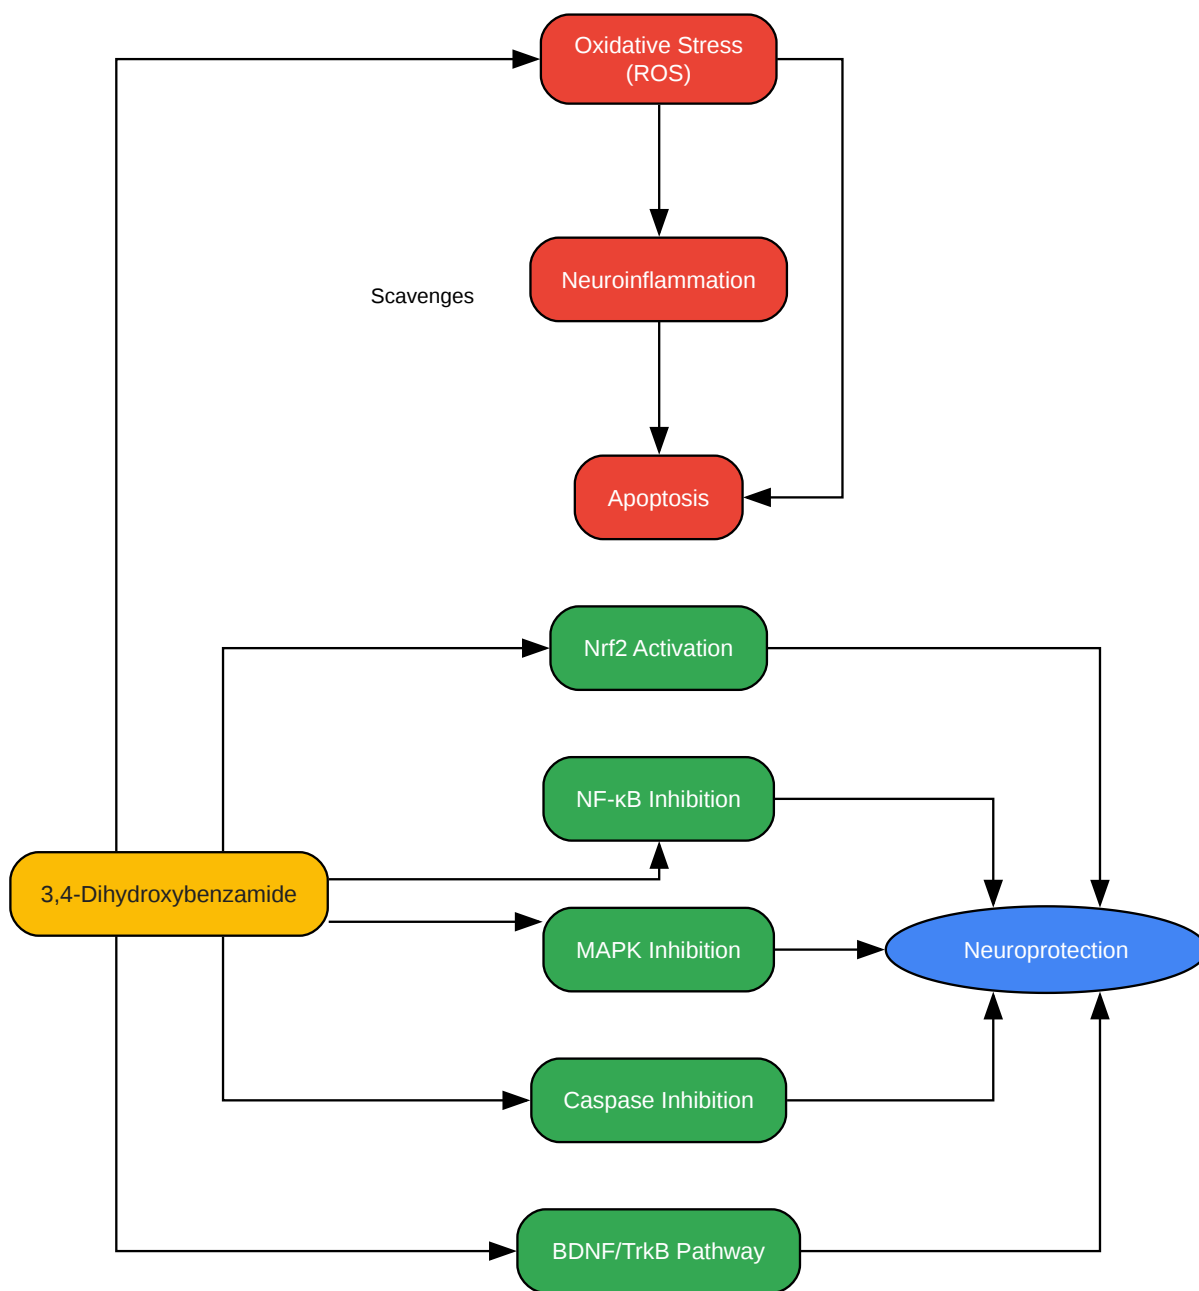 Oxidative Stress
(ROS)
Scavenges
Neuroinflammation
Apoptosis
Nrf2 Activation
NF-κB Inhibition
3,4-Dihydroxybenzamide
MAPK Inhibition
Neuroprotection
Caspase Inhibition
BDNF/TrkB Pathway